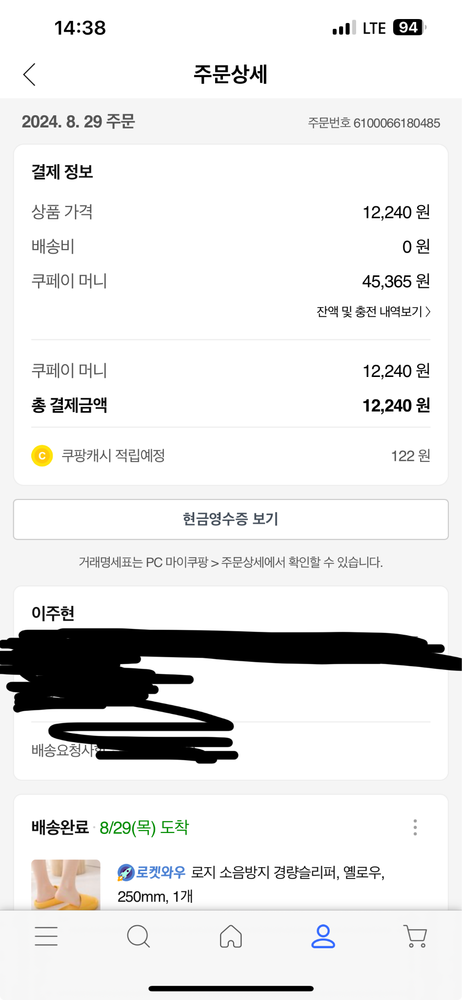 14:38
LTE 94
주문상세
2024. 8. 29 주문
주문번호 6100066180485
결제 정보
상품 가격 12,240 원
배송비 0 원
쿠페이 머니 45,365 원
잔액 및 충전 내역보기
쿠페이 머니 12,240 원
총 결제금액 12,240 원
C 쿠팡캐시 적립예정 122 원
현금영수증 보기
거래명세표는 PC 마이쿠팡 > 주문상세에서 확인할 수 있습니다.
이주현
배송완료 · 8/29(목) 도착
로켓와우 로지 소음방지 경량슬리퍼, 옐로우,
250mm, 1개